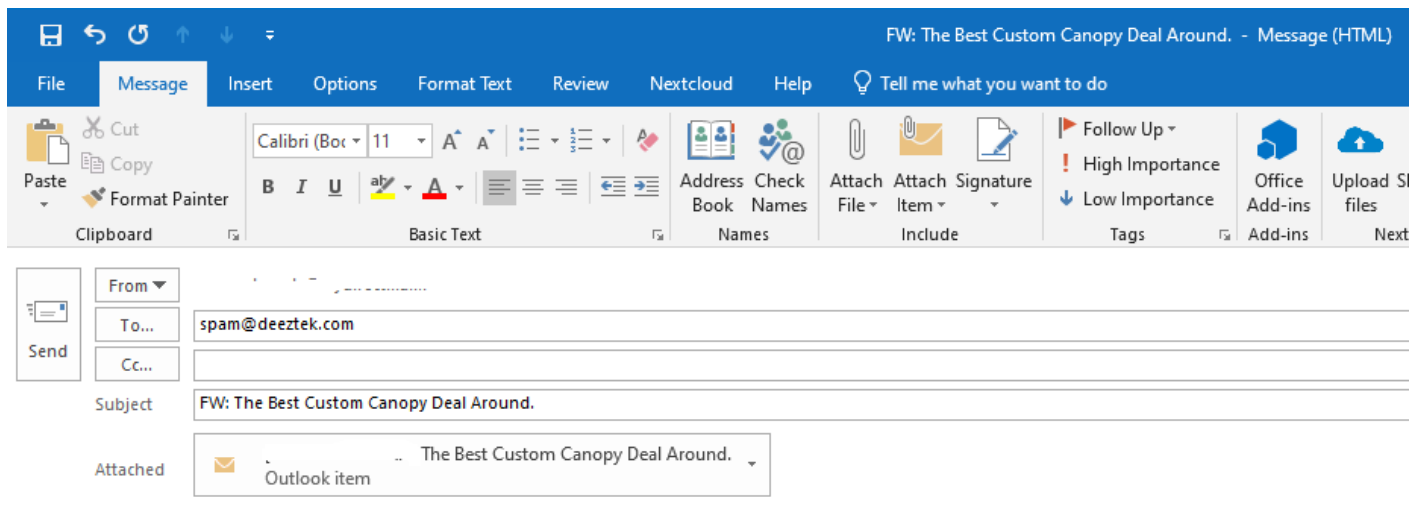 FW: The Best Custom Canopy Deal Around. - Message (HTML)
File Message Insert Options Format Text Review Nextcloud Help Tell me what you want to do
Paste
Cut
Copy
Format Painter
Clipboard
Calibri (Boc 11
B I U
Basic Text
Address Book
Check Names
Names
Attach File
Attach Item
Signature
Include
Follow Up
High Importance
Low Importance
Tags
Office Add-ins
Add-ins
Upload files
Next
Send
From
To... spam@deeztek.com
Cc...
Subject FW: The Best Custom Canopy Deal Around.
Attached The Best Custom Canopy Deal Around.
Outlook item